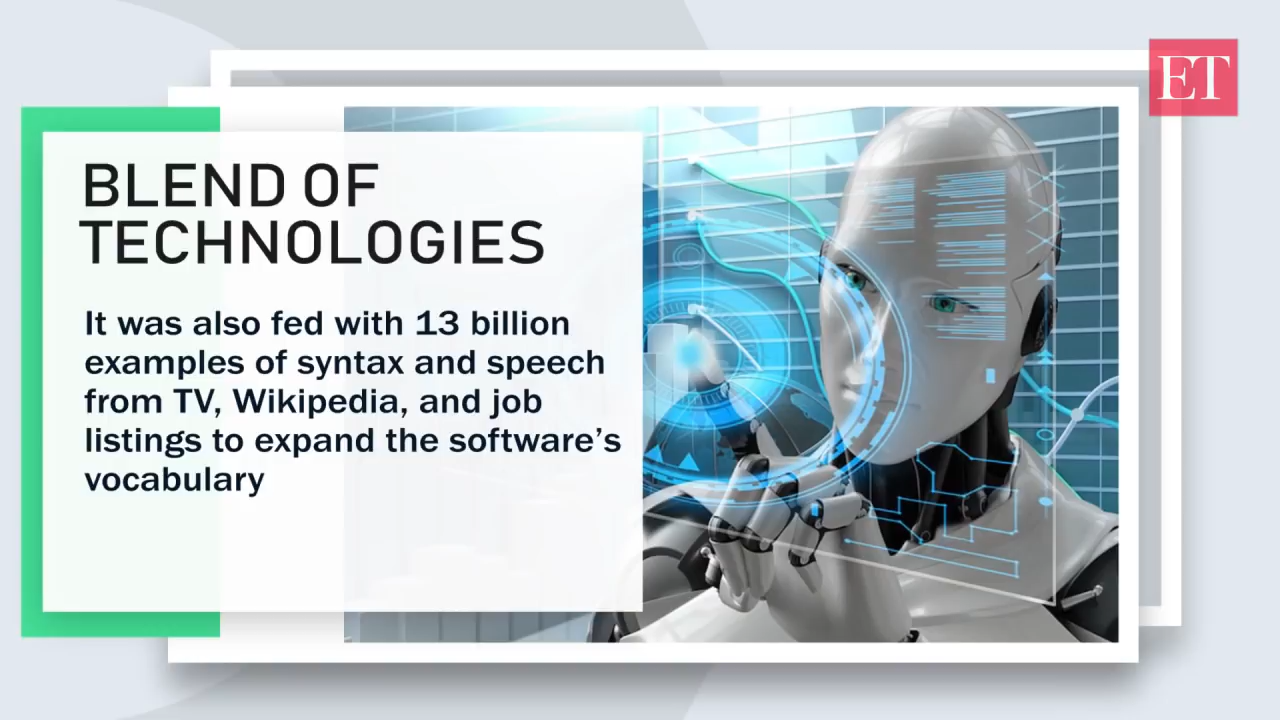 ET
BLEND OF
TECHNOLOGIES
It was also fed with 13 billion
examples of syntax and speech
from TV, Wikipedia, and job
listings to expand the software’s
vocabulary